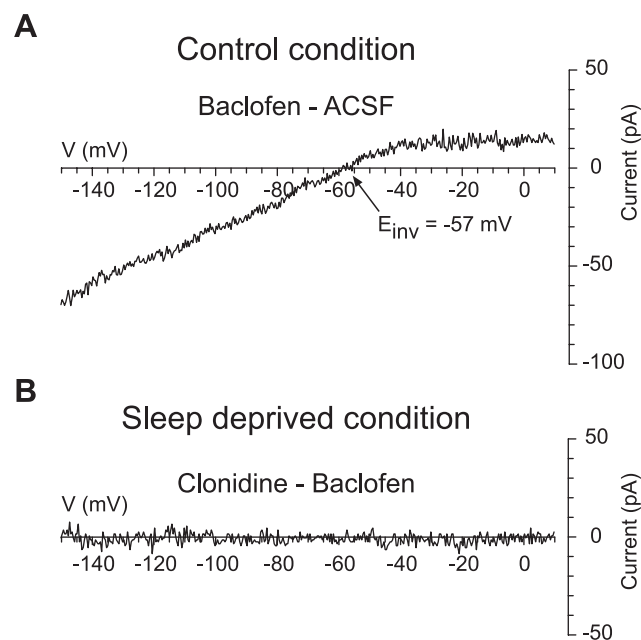 A
Control condition
Baclofen - ACSF
50
V (mV)
0
-140 -120 -100 -80 -60 -40 -20 0
Einv = -57 mV
-50
-100
Current (pA)
B
Sleep deprived condition
50
Clonidine - Baclofen
V (mV)
0
-140 -120 -100 -80 -60 -40 -20 0
-50
Current (pA)